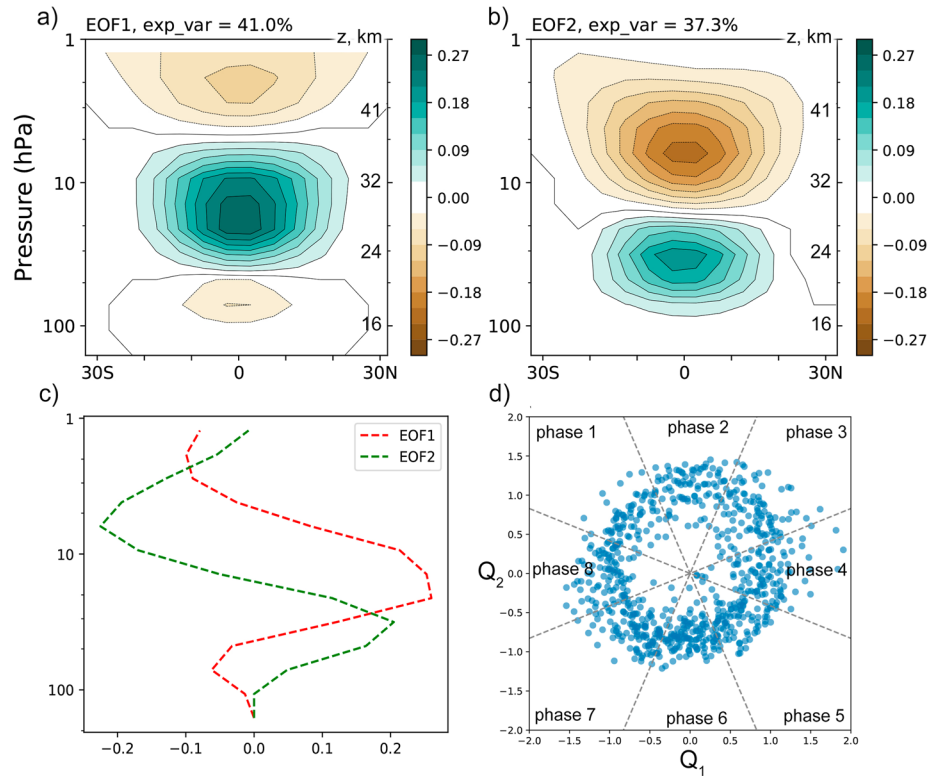 a)
EOF1, exp_var = 41.0%
z, km
Pressure (hPa)
1
10
100
41
32
24
16
30S
0
30N
0.27
0.18
0.09
0.00
−0.09
−0.18
−0.27
b)
EOF2, exp_var = 37.3%
z, km
1
10
100
41
32
24
16
30S
0
30N
0.27
0.18
0.09
0.00
−0.09
−0.18
−0.27
c)
1
10
100
EOF1
EOF2
−0.2
−0.1
0.0
0.1
0.2
d)
2.0
1.5
1.0
0.5
0.0
−0.5
−1.0
−1.5
−2.0
Q2
phase 1
phase 2
phase 3
phase 8
phase 4
phase 7
phase 6
phase 5
−2.0
−1.5
−1.0
−0.5
0.0
0.5
1.0
1.5
2.0
Q1